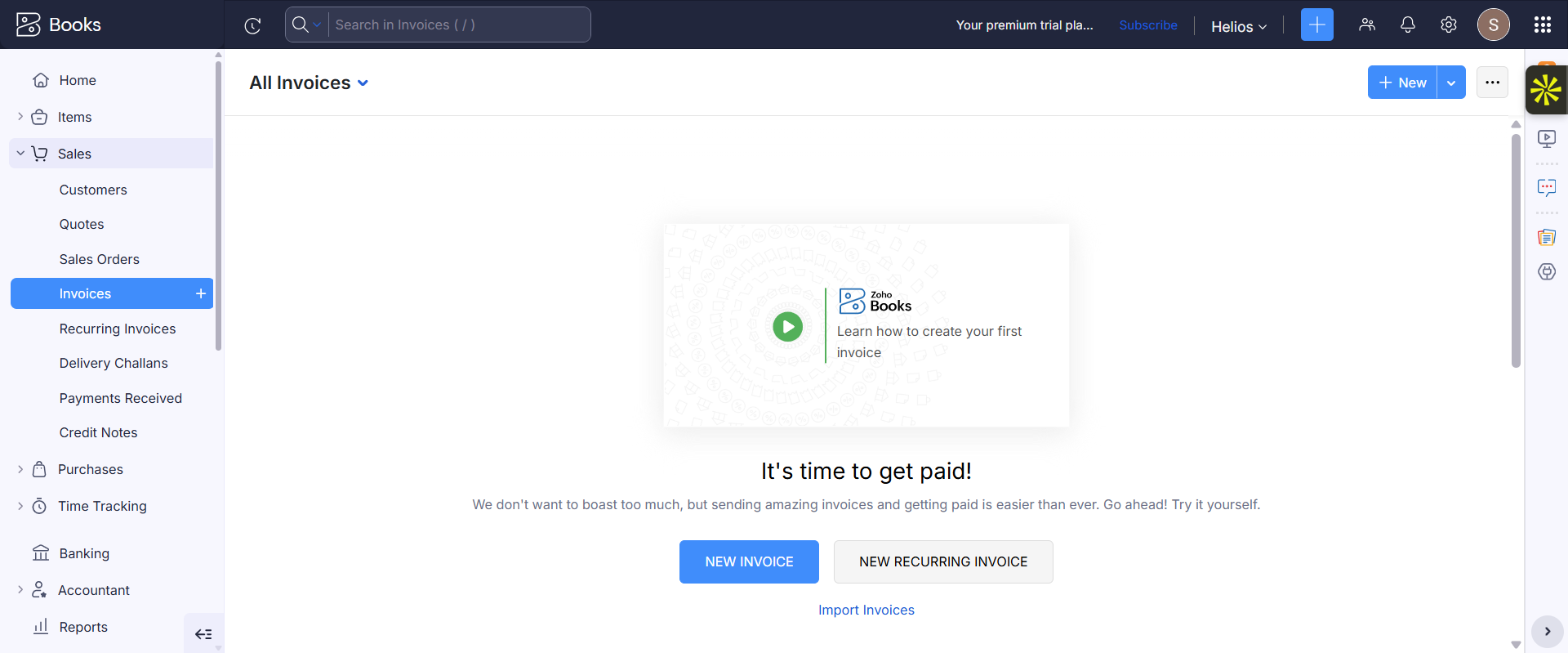 Books
Search in Invoices ( / )
Your premium trial pla...
Subscribe
Helios
S
Home
Items
Sales
Customers
Quotes
Sales Orders
Invoices
Recurring Invoices
Delivery Challans
Payments Received
Credit Notes
Purchases
Time Tracking
Banking
Accountant
Reports
All Invoices
New
Zoho
Books
Learn how to create your first
invoice
It's time to get paid!
We don't want to boast too much, but sending amazing invoices and getting paid is easier than ever. Go ahead! Try it yourself.
NEW INVOICE
NEW RECURRING INVOICE
Import Invoices